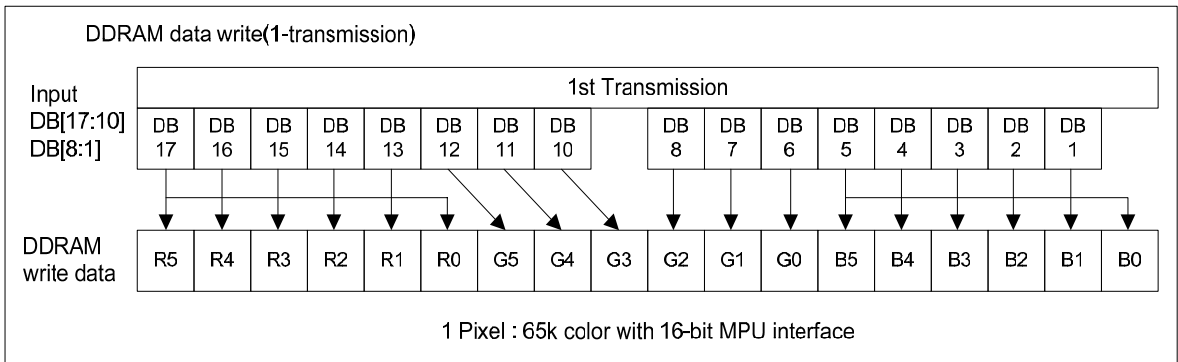 DDRAM data write(1-transmission)
1st Transmission
Input
DB[17:10]
DB[8:1]
DB 17 DB 16 DB 15 DB 14 DB 13 DB 12 DB 11 DB 10 DB 8 DB 7 DB 6 DB 5 DB 4 DB 3 DB 2 DB 1
DDRAM
write data
R5 R4 R3 R2 R1 R0 G5 G4 G3 G2 G1 G0 B5 B4 B3 B2 B1 B0
1 Pixel : 65k color with 16-bit MPU interface